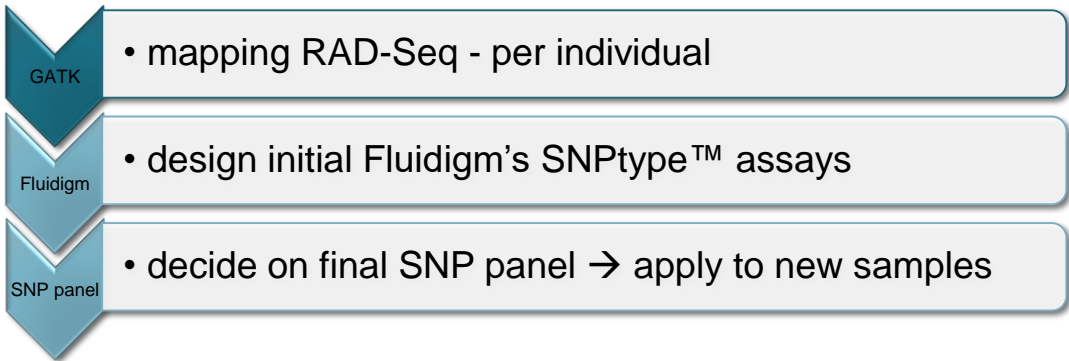 GATK
• mapping RAD-Seq - per individual
Fluidigm
• design initial Fluidigm’s SNPtype™ assays
SNP panel
• decide on final SNP panel → apply to new samples